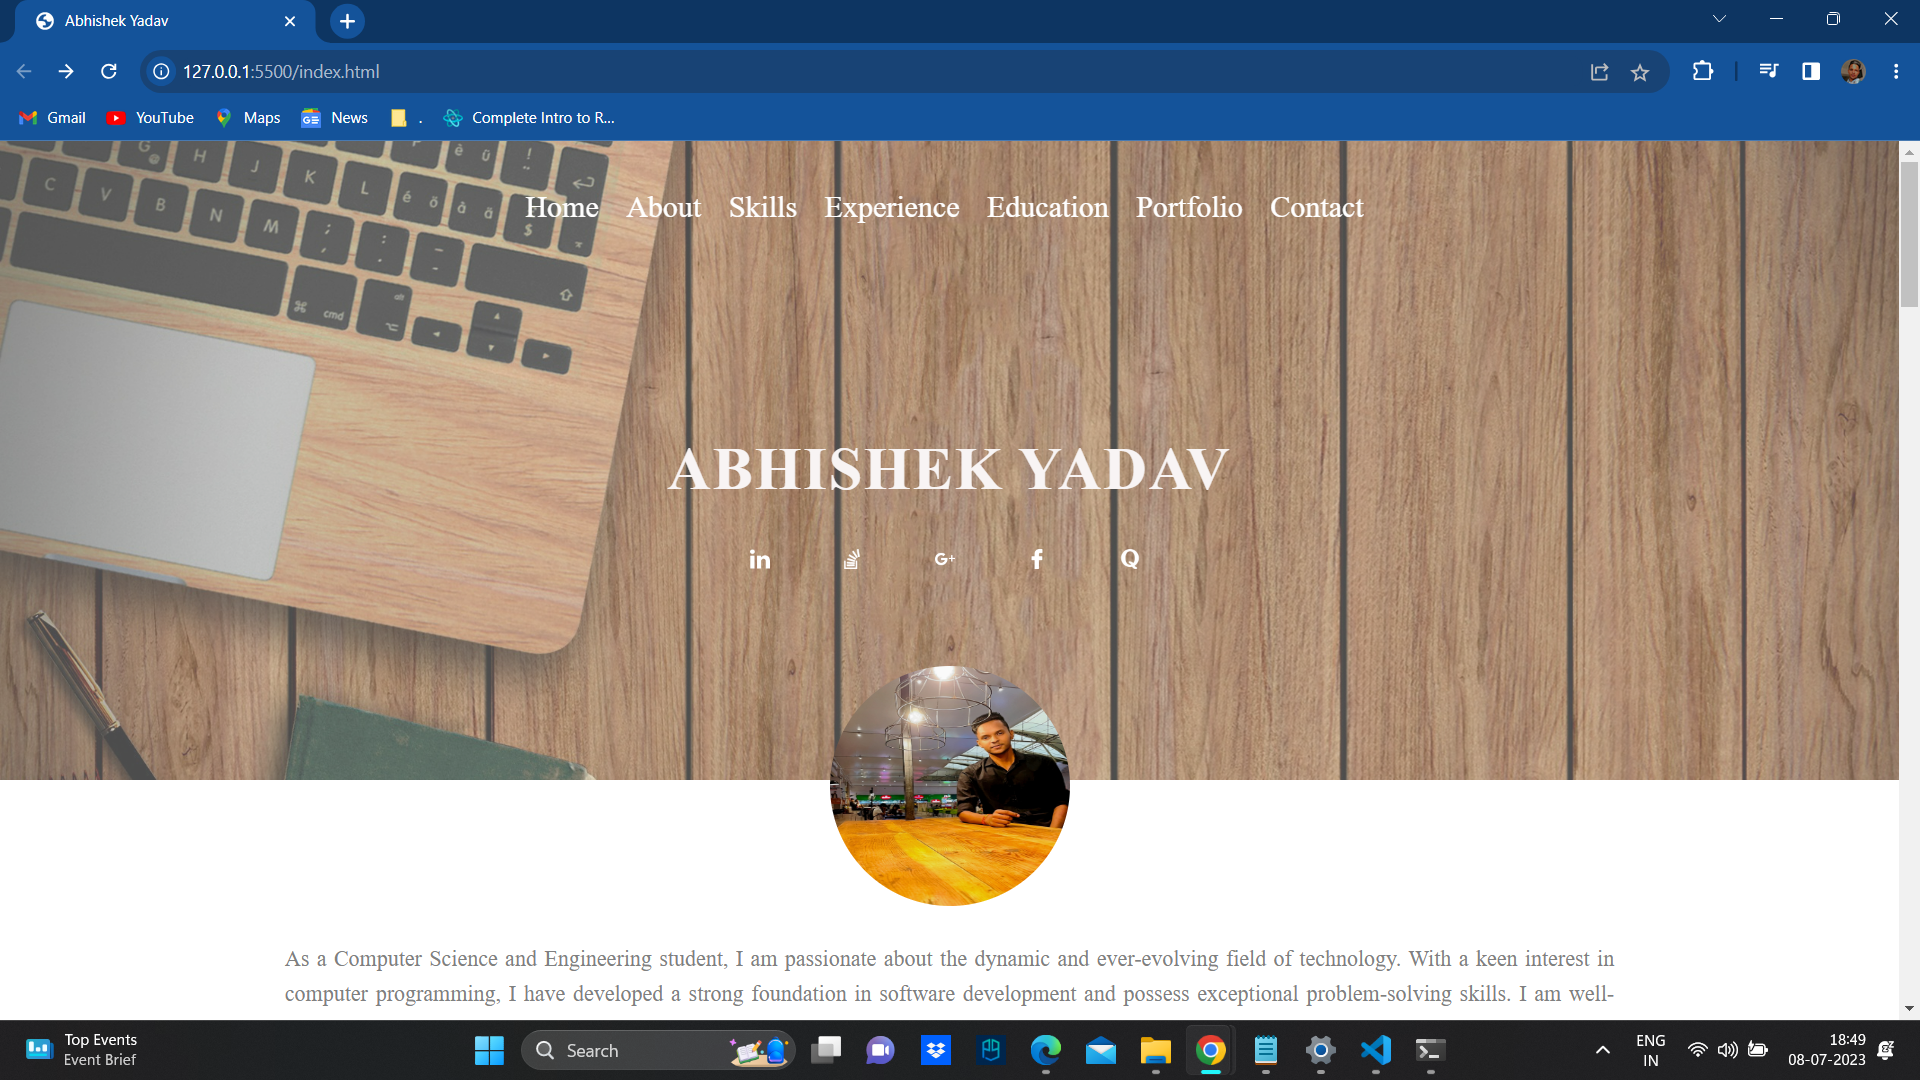 Abhishek Yadav
127.0.0.1:5500/index.html
Gmail YouTube Maps News . Complete Intro to R...
G @ H J K L é ō à ä è ü ! C V B N M ; : . - $ alt cmd
Home About Skills Experience Education Portfolio Contact
ABHISHEK YADAV
in G+ f Q
As a Computer Science and Engineering student, I am passionate about the dynamic and ever-evolving field of technology. With a keen interest in
computer programming, I have developed a strong foundation in software development and possess exceptional problem-solving skills. I am well-
Top Events
Event Brief
Search
ENG
IN
18:49
08-07-2023